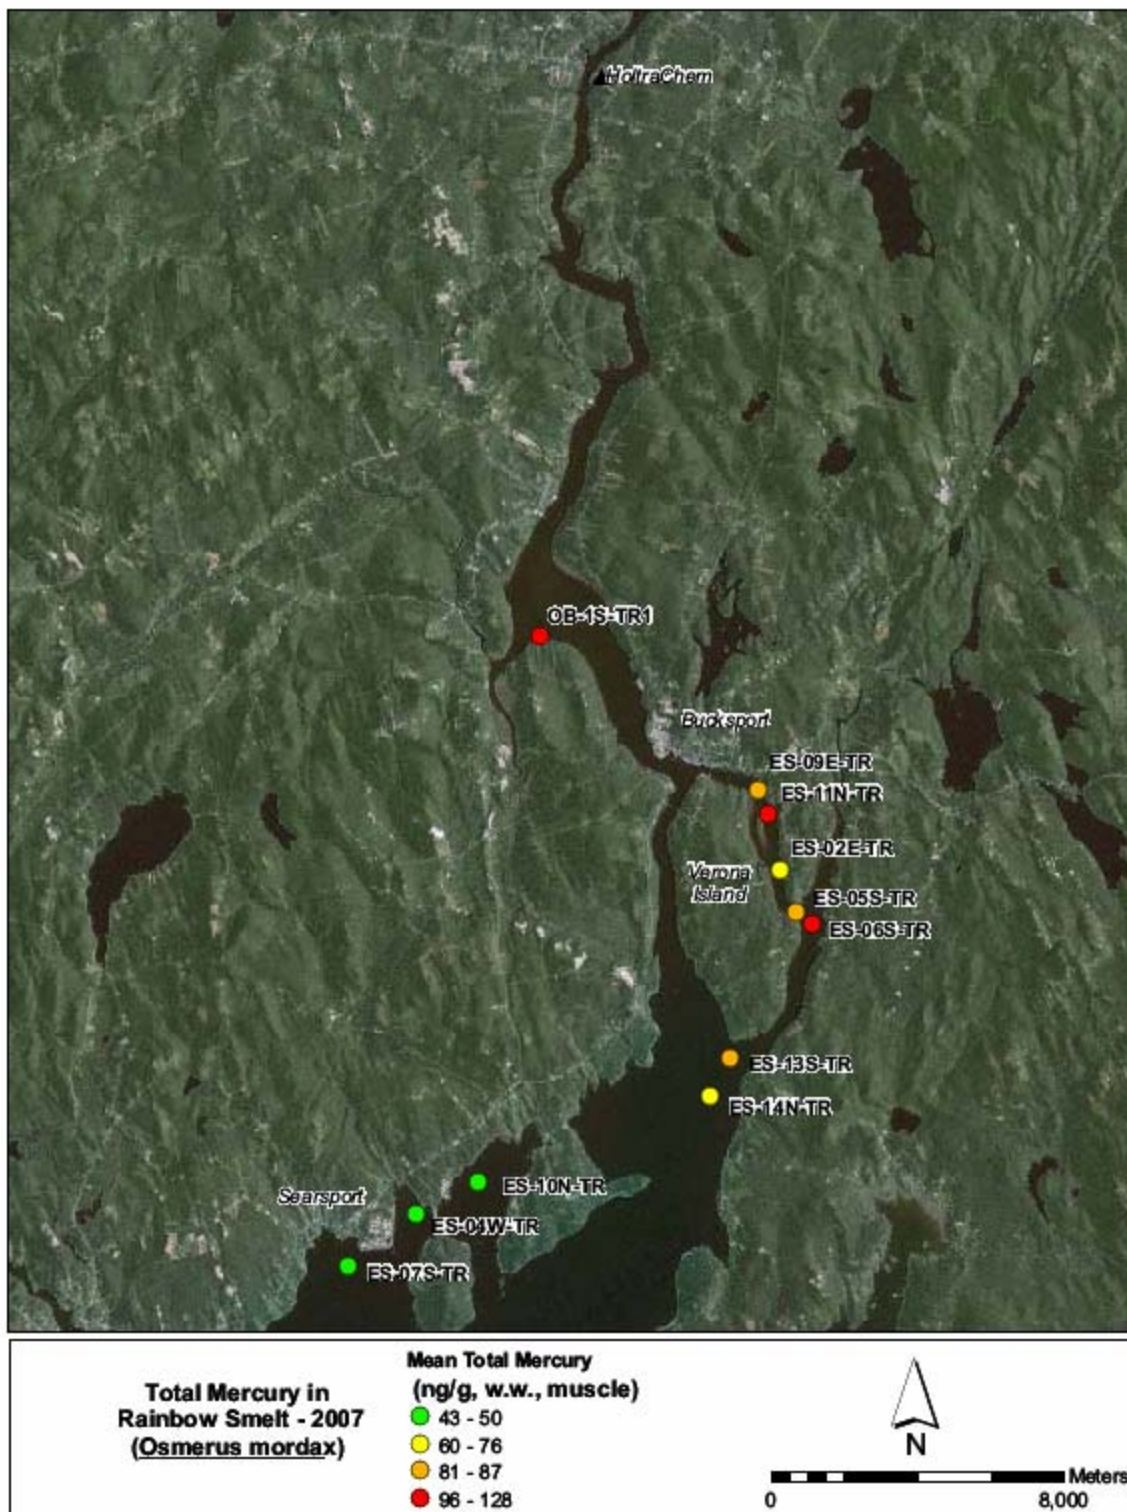 HoltraChem
OB-1S-TR1
Bucksport
ES-09E-TR
ES-11N-TR
ES-02E-TR
Verona
Island
ES-05S-TR
ES-06S-TR
ES-13S-TR
ES-14N-TR
ES-10N-TR
Searsport
ES-04W-TR
ES-07S-TR
Total Mercury in
Rainbow Smelt - 2007
(Osmerus mordax)
Mean Total Mercury
(ng/g, w.w., muscle)
43 - 50
60 - 76
81 - 87
96 - 128
N
Meters
0 8,000